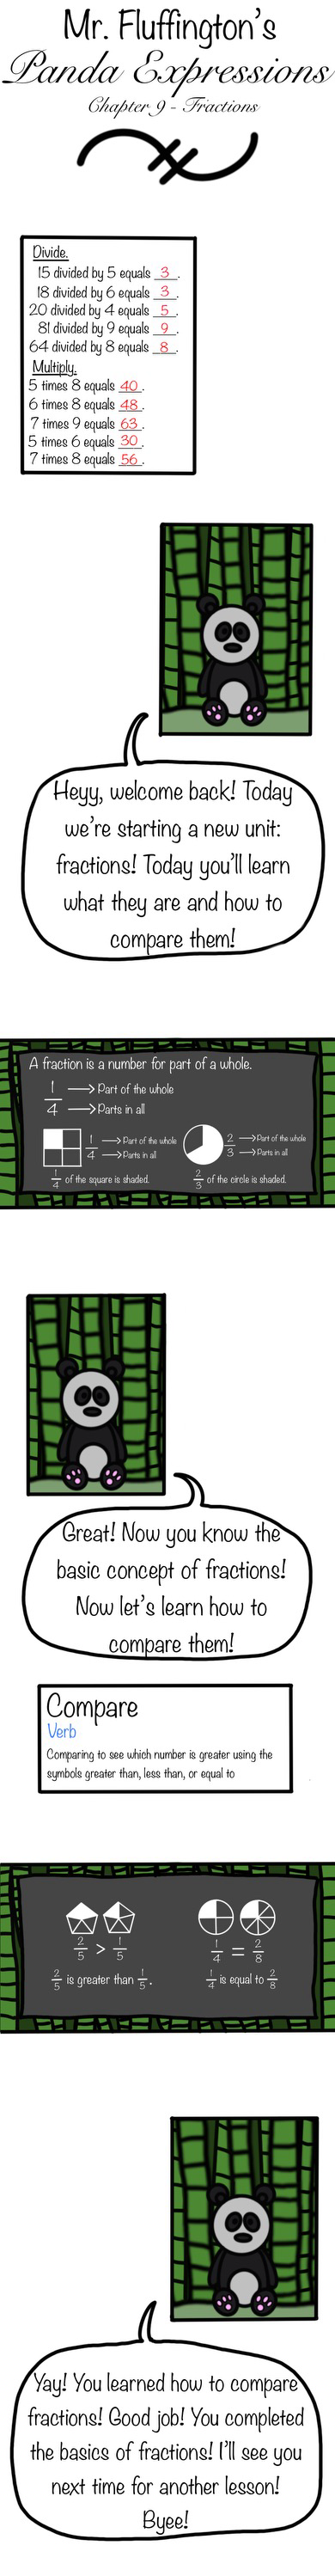 Mr. Fluffington's
Panda Expressions
Chapter 9 - Fractions
Divide.
15 divided by 5 equals 3.
18 divided by 6 equals 3.
20 divided by 4 equals 5.
81 divided by 9 equals 9.
64 divided by 8 equals 8.
Multiply.
5 times 8 equals 40.
6 times 8 equals 48.
7 times 9 equals 63.
5 times 6 equals 30.
7 times 8 equals 56.
Heyy, welcome back! Today
we're starting a new unit:
fractions! Today you'll learn
what they are and how to
compare them!
A fraction is a number for part of a whole.
1 → Part of the whole
4 → Parts in all
1 → Part of the whole
4 → Parts in all
1/4 of the square is shaded.
2 → Part of the whole
3 → Parts in all
2/3 of the circle is shaded.
Great! Now you know the
basic concept of fractions!
Now let's learn how to
compare them!
Compare
Verb
Comparing to see which number is greater using the
symbols greater than, less than, or equal to
2/5 > 1/5
2/5 is greater than 1/5.
1/4 = 2/8
1/4 is equal to 2/8
Yay! You learned how to compare
fractions! Good job! You completed
the basics of fractions! I'll see you
next time for another lesson!
Byee!